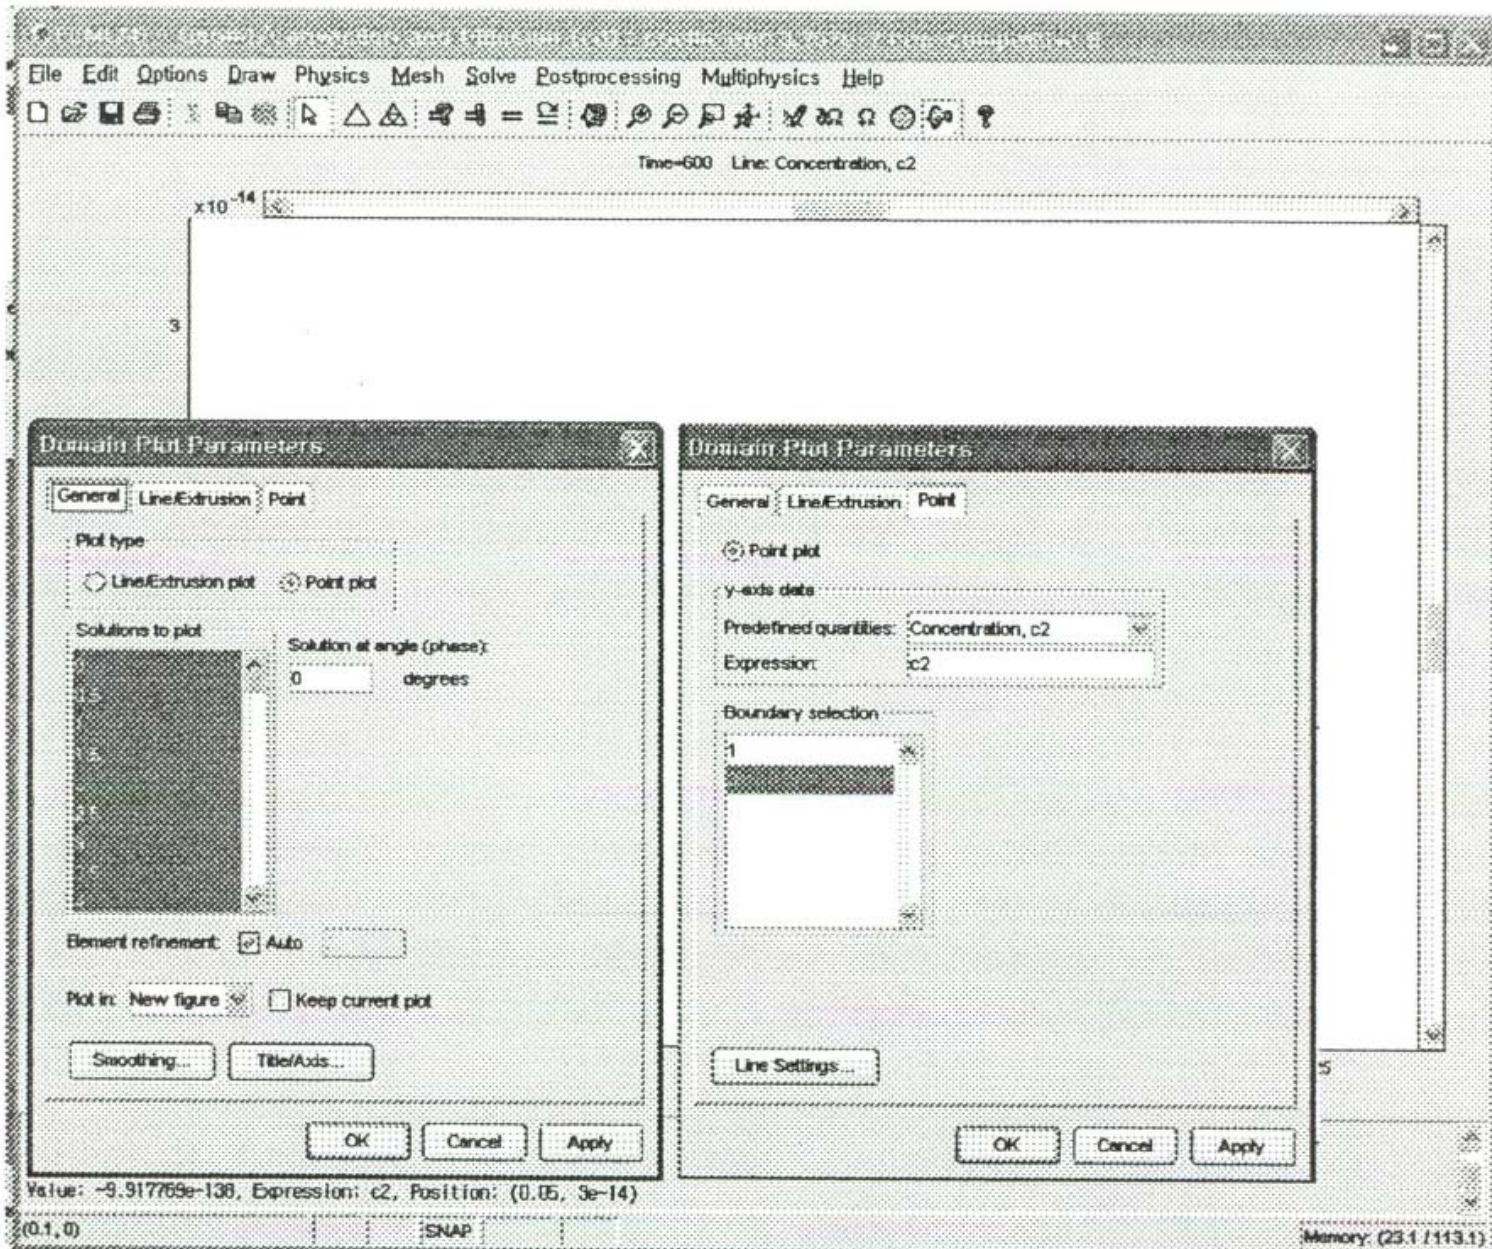 File Edit Options Draw Physics Mesh Solve Postprocessing Multiphysics Help
Time=600 Line: Concentration, c2
x10^-14
3
Domain Plot Parameters
General Line/Extrusion Point
Plot type
Line/Extrusion plot Point plot
Solutions to plot
Solution at angle (phase):
0 degrees
Element refinement: Auto
Plot in: New figure Keep current plot
Smoothing... Title/Axis...
OK Cancel Apply
Domain Plot Parameters
General Line/Extrusion Point
Point plot
y-axis data
Predefined quantities: Concentration, c2
Expression: c2
Boundary selection
1
Line Settings...
OK Cancel Apply
5
Value: -9.917769e-138, Expression: c2, Position: (0.05, 3e-14)
(0.1, 0) SNAP Memory: (23.1 / 113.1)